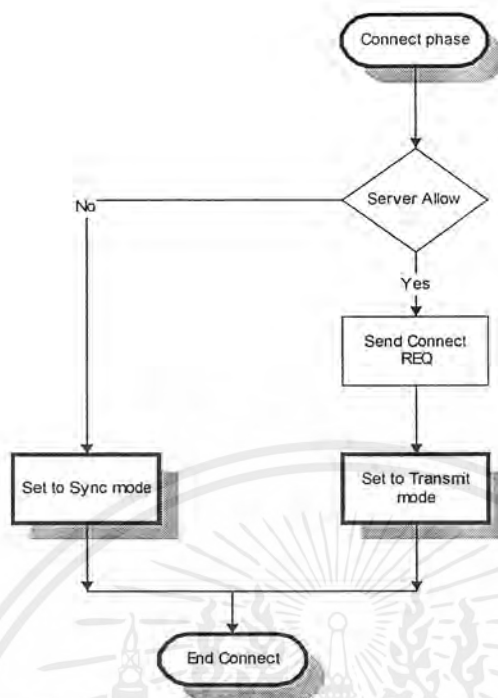 Connect phase
Server Allow
No
Yes
Send Connect
REQ
Set to Sync mode
Set to Transmit
mode
End Connect